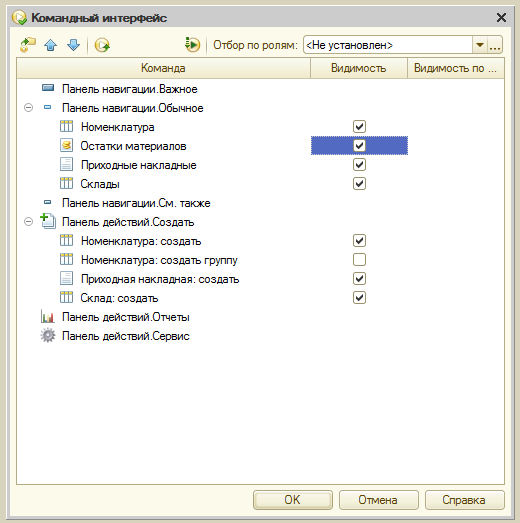 Командный интерфейс
Отбор по ролям: <Не установлен>
Команда Видимость Видимость по ...
Панель навигации.Важное
Панель навигации.Обычное
Номенклатура
Остатки материалов
Приходные накладные
Склады
Панель навигации.См. также
Панель действий.Создать
Номенклатура: создать
Номенклатура: создать группу
Приходная накладная: создать
Склад: создать
Панель действий.Отчеты
Панель действий.Сервис
OK Отмена Справка